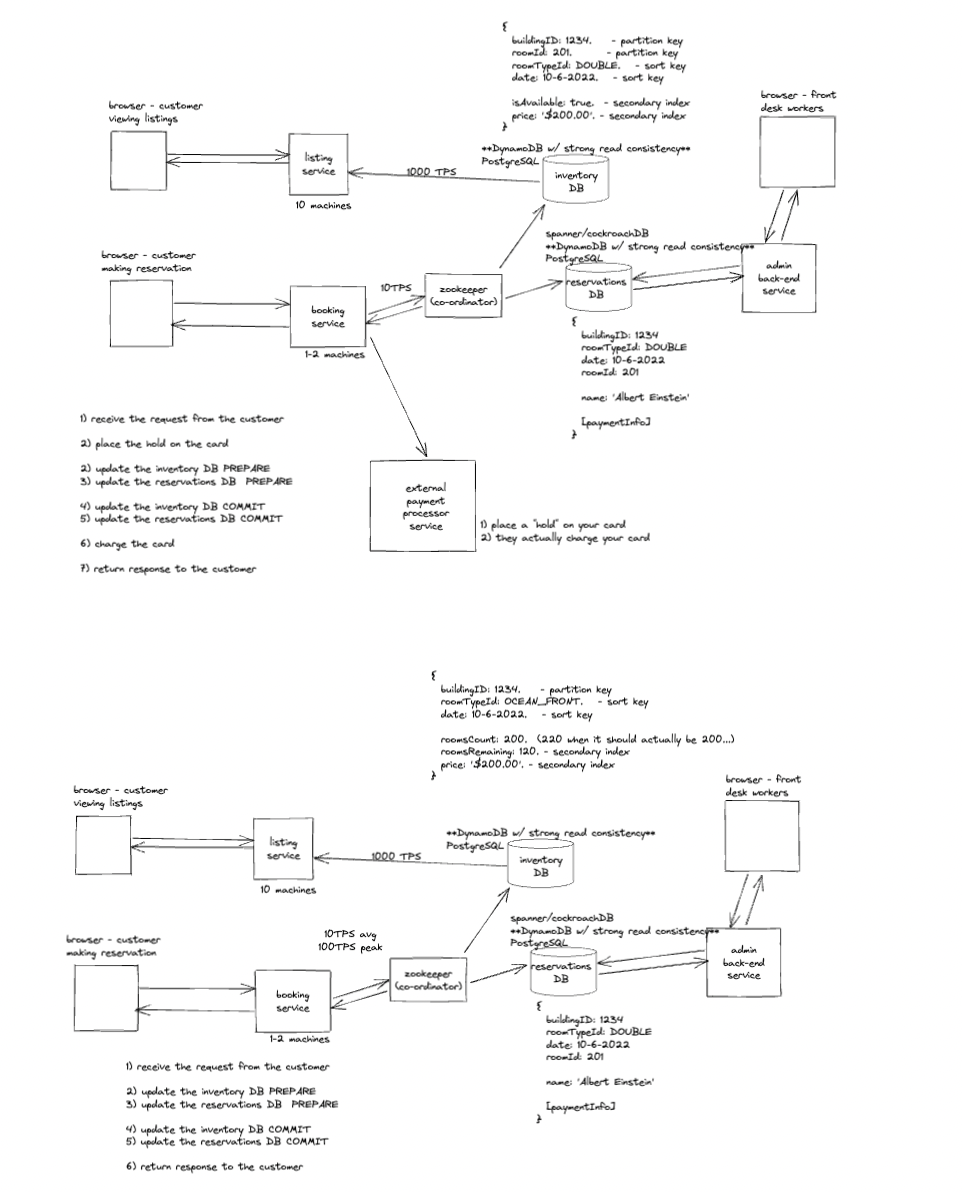 {
buildingID: 1234. - partition key
roomId: 201. - partition key
roomTypeId: DOUBLE. - sort key
date: 10-6-2022. - sort key
isAvailable: true. - secondary index
price: '$200.00'. - secondary index
}
browser - customer
viewing listings
listing
service
10 machines
1000 TPS
**DynamoDB w/ strong read consistency**
PostgreSQL
inventory
DB
browser - front
desk workers
browser - customer
making reservation
booking
service
1-2 machines
10TPS
zookeeper
(co-ordinator)
spanner/cockroachDB
**DynamoDB w/ strong read consistency**
PostgreSQL
reservations
DB
admin
back-end
service
{
buildingID: 1234
roomTypeId: DOUBLE
date: 10-6-2022
roomId: 201
name: 'Albert Einstein'
[paymentInfo]
}
1) receive the request from the customer
2) place the hold on the card
2) update the inventory DB PREPARE
3) update the reservations DB PREPARE
4) update the inventory DB COMMIT
5) update the reservations DB COMMIT
6) charge the card
7) return response to the customer
external
payment
processor
service
1) place a "hold" on your card
2) they actually charge your card
{
buildingID: 1234. - partition key
roomTypeId: OCEAN_FRONT. - sort key
date: 10-6-2022. - sort key
roomsCount: 200. (220 when it should actually be 200...)
roomsRemaining: 120. - secondary index
price: '$200.00'. - secondary index
}
browser - customer
viewing listings
listing
service
10 machines
1000 TPS
**DynamoDB w/ strong read consistency**
PostgreSQL
inventory
DB
browser - front
desk workers
browser - customer
making reservation
booking
service
1-2 machines
10TPS avg
100TPS peak
zookeeper
(co-ordinator)
spanner/cockroachDB
**DynamoDB w/ strong read consistency**
PostgreSQL
reservations
DB
admin
back-end
service
{
buildingID: 1234
roomTypeId: DOUBLE
date: 10-6-2022
roomId: 201
name: 'Albert Einstein'
[paymentInfo]
}
1) receive the request from the customer
2) update the inventory DB PREPARE
3) update the reservations DB PREPARE
4) update the inventory DB COMMIT
5) update the reservations DB COMMIT
6) return response to the customer